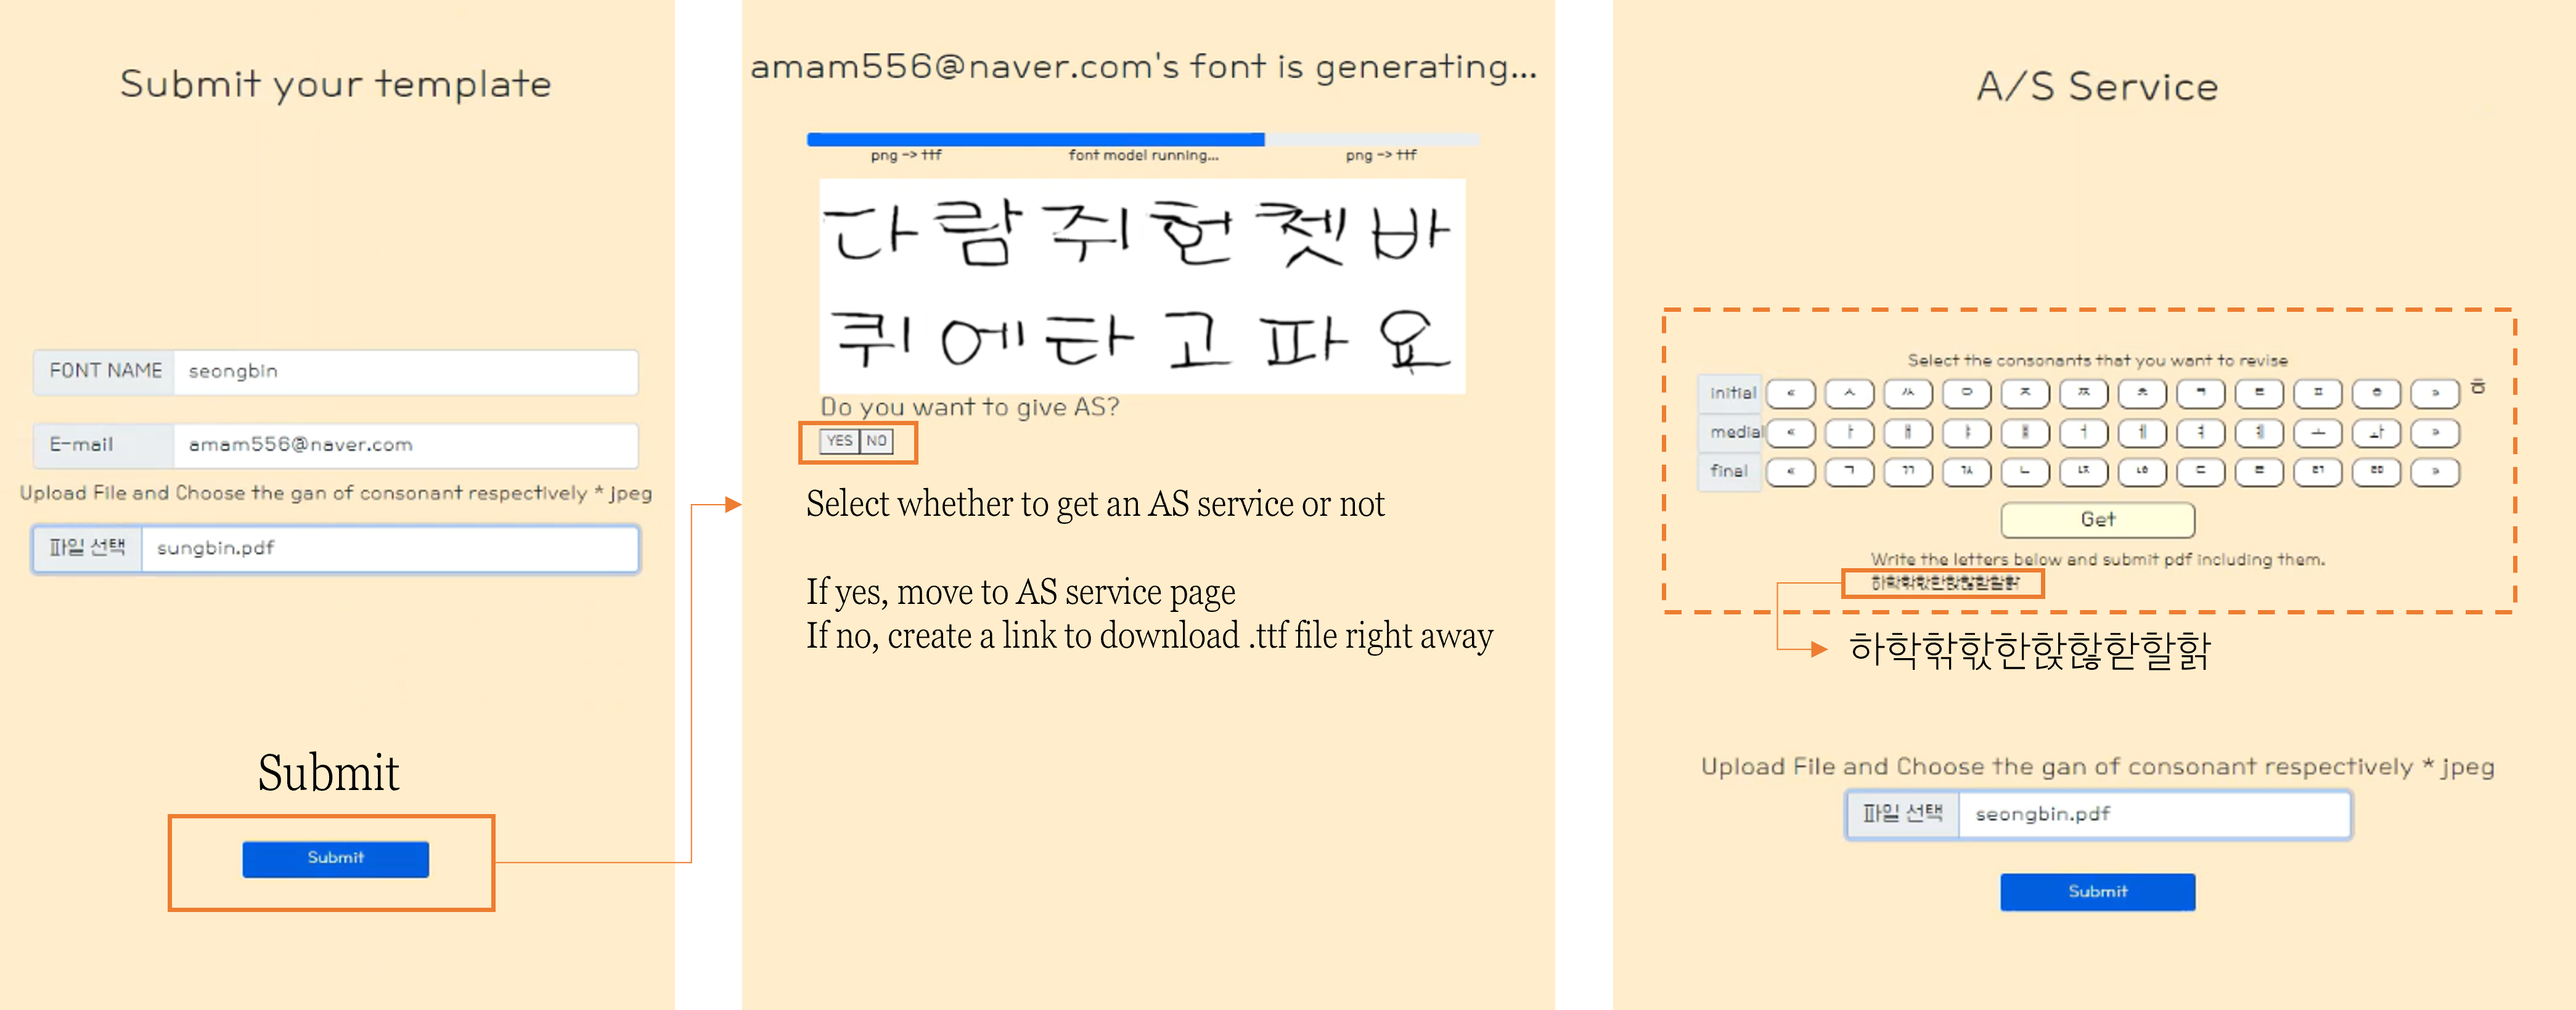 Submit your template
FONT NAME seongbin
E-mail amam556@naver.com
Upload File and Choose the gan of consonant respectively * jpeg
파일 선택 sungbin.pdf
Submit
Submit
amam556@naver.com's font is generating...
png -> ttf font model running... png -> ttf
다람쥐헌쳇바
퀴에타고파요
Do you want to give AS?
YES NO
Select whether to get an AS service or not
If yes, move to AS service page
If no, create a link to download .ttf file right away
A/S Service
Select the consonants that you want to revise
initial « ㅅ ㅆ ㅇ ㅈ ㅉ ㅊ ㅋ ㅌ ㅍ ㅎ » ㅎ
medial « ㅏ ㅐ ㅑ ㅒ ㅓ ㅔ ㅕ ㅖ ㅗ ㅘ »
final « ㄱ ㄲ ㄳ ㄴ ㄵ ㄶ ㄷ ㄹ ㄺ ㄻ »
Get
Write the letters below and submit pdf including them.
하학핚핛한핝핞핟할핡
하학핚핛한핝핞핟할핡
Upload File and Choose the gan of consonant respectively * jpeg
파일 선택 seongbin.pdf
Submit